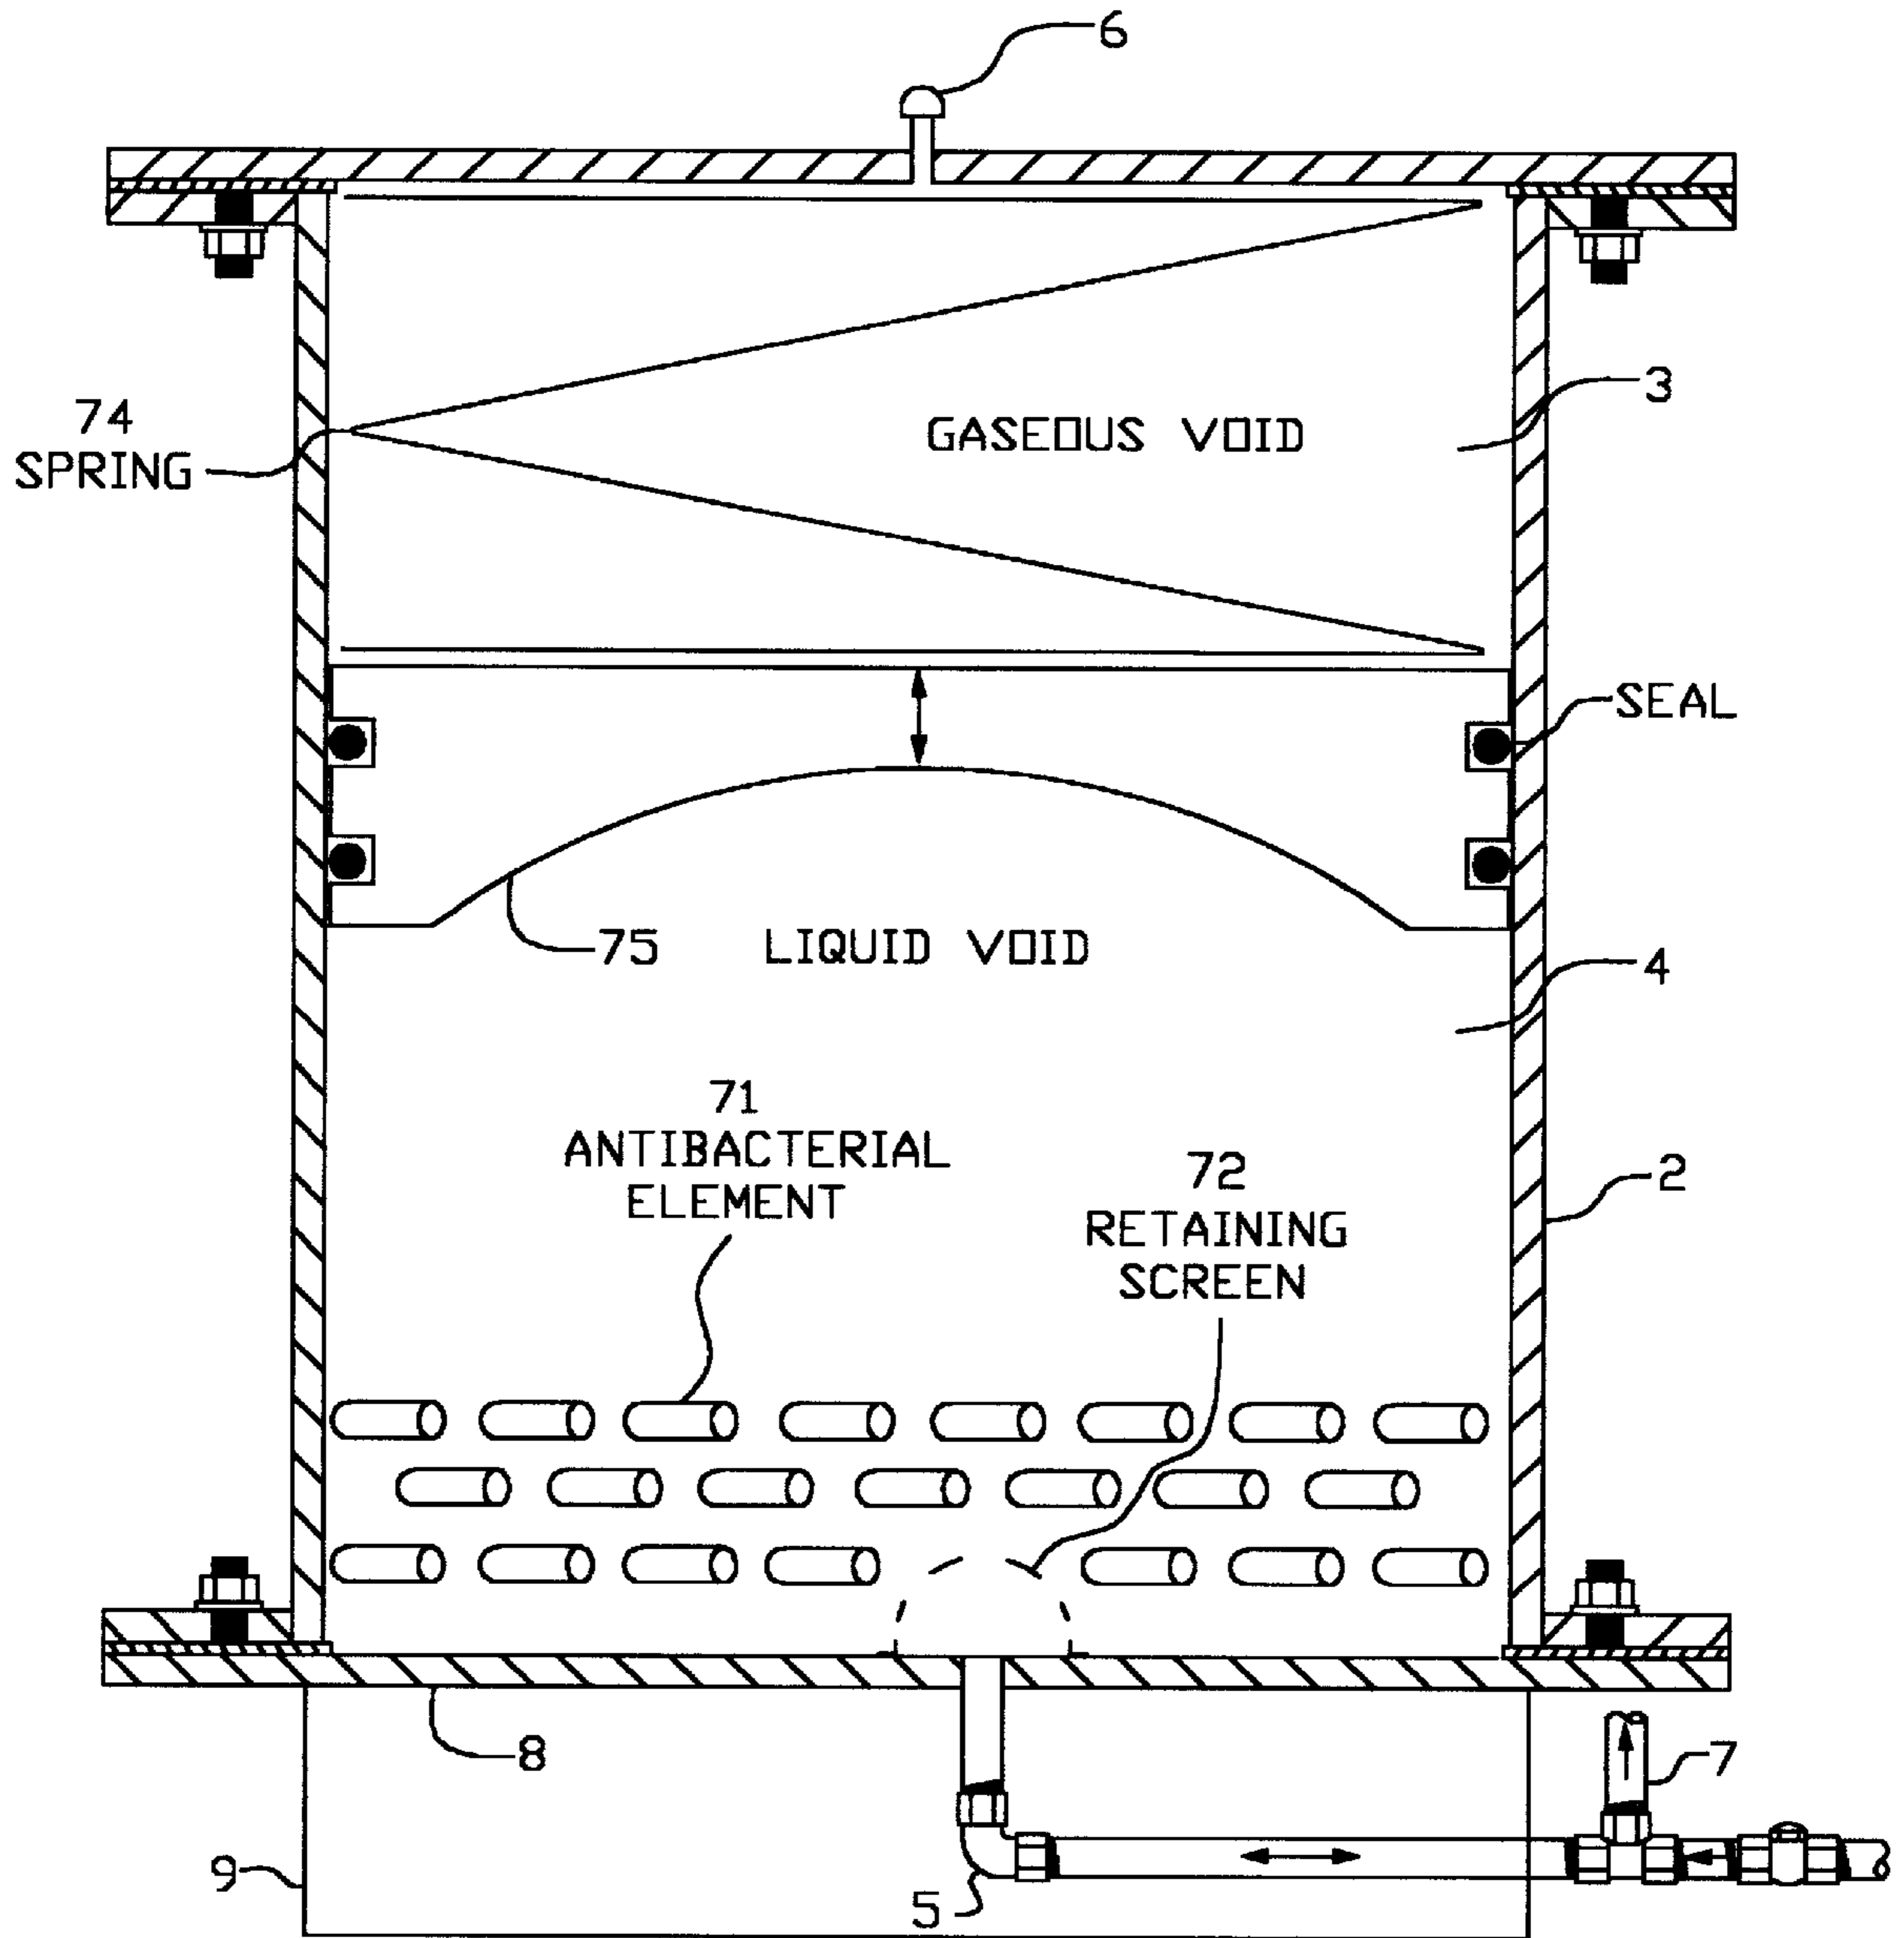 6
3
74
SPRING
GASEOUS VOID
SEAL
75
LIQUID VOID
4
71
ANTIBACTERIAL
ELEMENT
72
RETAINING
SCREEN
2
8
7
9
5